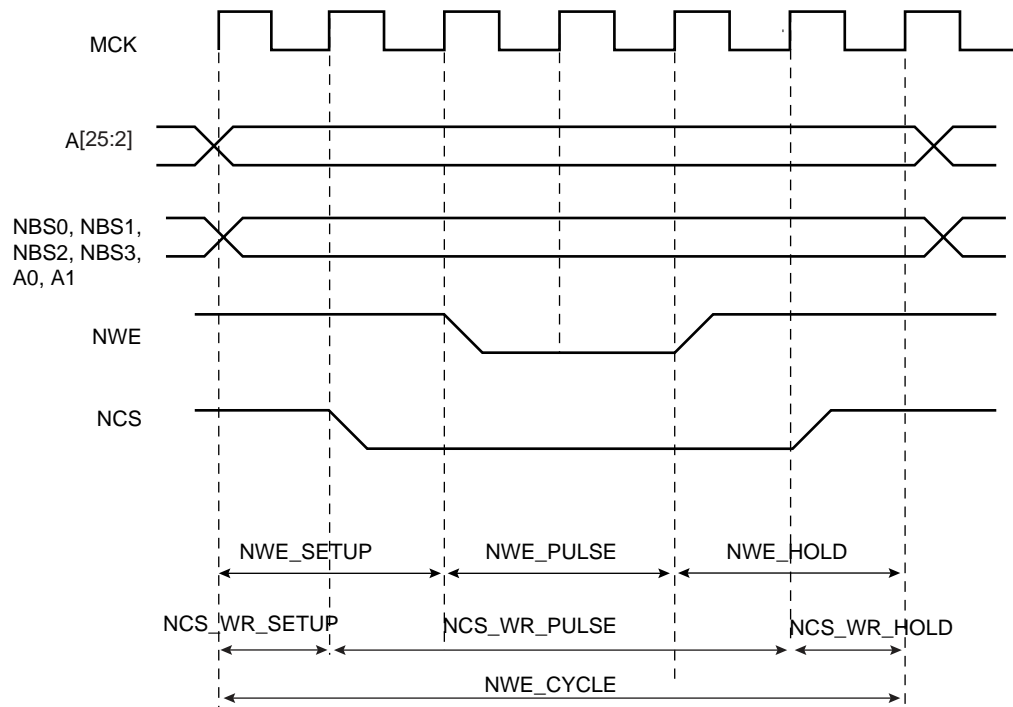 MCK
A[25:2]
NBS0, NBS1,
NBS2, NBS3,
A0, A1
NWE
NCS
NWE_SETUP
NWE_PULSE
NWE_HOLD
NCS_WR_SETUP
NCS_WR_PULSE
NCS_WR_HOLD
NWE_CYCLE